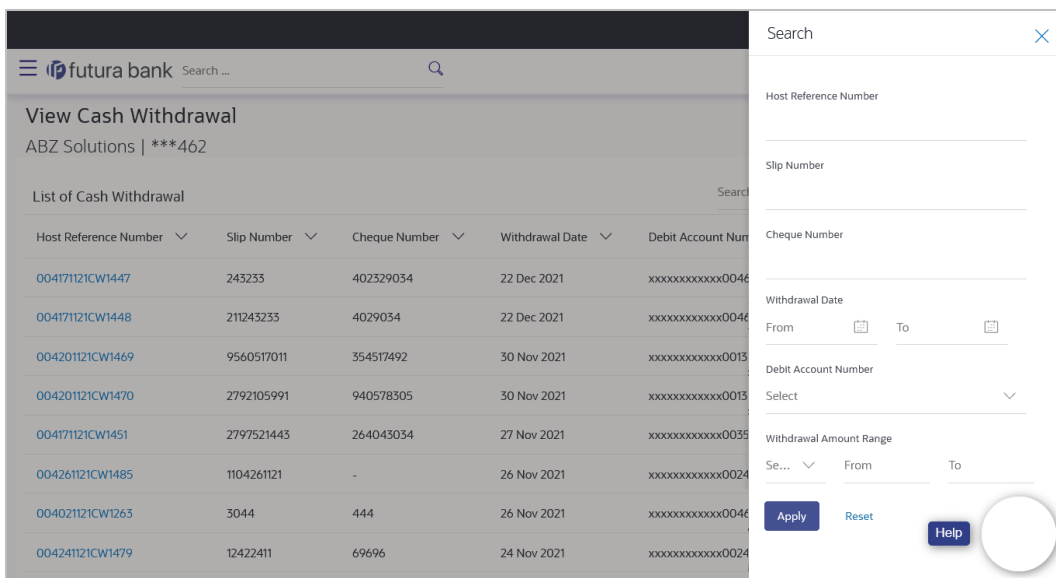 Search
futura bank Search ...
View Cash Withdrawal
ABZ Solutions | ***462
List of Cash Withdrawal Search
Host Reference Number Slip Number Cheque Number Withdrawal Date Debit Account Num
004171121CW1447 243233 402329034 22 Dec 2021 xxxxxxxxxxxx0046
004171121CW1448 211243233 4029034 22 Dec 2021 xxxxxxxxxxxx0046
004201121CW1469 9560517011 354517492 30 Nov 2021 xxxxxxxxxxxx0013
004201121CW1470 2792105991 940578305 30 Nov 2021 xxxxxxxxxxxx0013
004171121CW1451 2797521443 264043034 27 Nov 2021 xxxxxxxxxxxx0035
004261121CW1485 1104261121 - 26 Nov 2021 xxxxxxxxxxxx0024
004021121CW1263 3044 444 26 Nov 2021 xxxxxxxxxxxx0046
004241121CW1479 12422411 69696 24 Nov 2021 xxxxxxxxxxxx0024
Host Reference Number
Slip Number
Cheque Number
Withdrawal Date
From To
Debit Account Number
Select
Withdrawal Amount Range
Se... From To
Apply Reset
Help